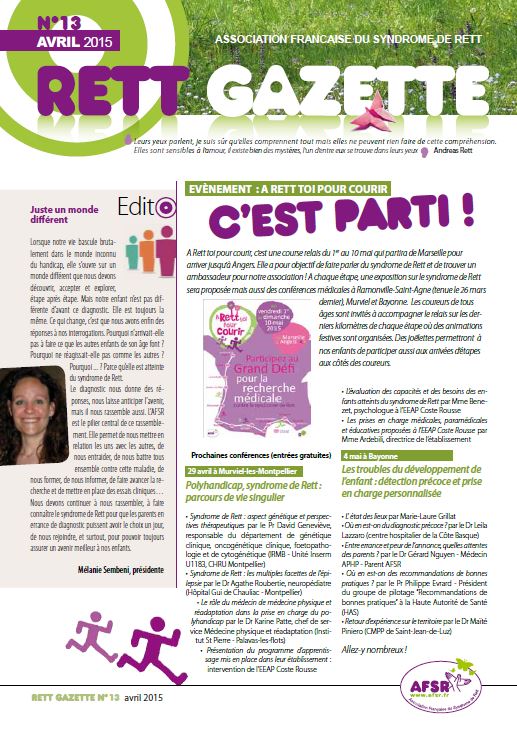 N°13
AVRIL 2015
ASSOCIATION FRANCAISE DU SYNDROME DE RETT
RETT GAZETTE
Leurs yeux parlent, je suis sûr qu'elles comprennent tout mais elles ne peuvent rien faire de cette compréhension.
Elles sont sensibles à l'amour, il existe bien des mystères, l'un d'entre eux se trouve dans leurs yeux Andreas Rett
Edito
Juste un monde
différent
Lorsque notre vie bascule bruta-
lement dans le monde inconnu
du handicap, elle s'ouvre sur un
monde différent que nous devons
découvrir, accepter et explorer,
étape après étape. Mais notre enfant n'est pas dif-
férente d'avant ce diagnostic. Elle est toujours la
même. Ce qui change, c'est que nous avons enfin des
réponses à nos interrogations. Pourquoi n'arrivait-elle
pas à faire ce que les autres enfants de son âge font ?
Pourquoi ne réagissait-elle pas comme les autres ?
Pourquoi ... ? Parce qu'elle est atteinte
du syndrome de Rett.
Le diagnostic nous donne des ré-
ponses, nous laisse anticiper l'avenir,
mais il nous rassemble aussi. L'AFSR
est le pilier central de ce rassemble-
ment. Elle permet de nous mettre en
relation les uns avec les autres, de
nous entraider, de nous battre tous
ensemble contre cette maladie, de
nous former, de nous informer, de faire avancer la re-
cherche et de mettre en place des essais cliniques…
Nous devons continuer à nous rassembler, à faire
connaître le syndrome de Rett pour que les parents en
errance de diagnostic puissent avoir le choix un jour,
de nous rejoindre, et surtout, pour pouvoir toujours
assurer un avenir meilleur à nos enfants.
Mélanie Sembeni, présidente
EVÈNEMENT : A RETT TOI POUR COURIR
C'EST PARTI !
A Rett toi pour courir, c'est une course relais du 1er au 10 mai qui partira de Marseille pour
arriver jusqu'à Angers. Elle a pour objectif de faire parler du syndrome de Rett et de trouver un
ambassadeur pour notre association ! A chaque étape, une exposition sur le syndrome de Rett
sera proposée mais aussi des conférences médicales à Ramonville-Saint-Agne (tenue le 26 mars
dernier), Murviel et Bayonne. Les coureurs de tous
âges sont invités à accompagner le relais sur les der-
niers kilomètres de chaque étape où des animations
festives sont organisées. Des joëlettes permettront à
nos enfants de participer aussi aux arrivées d'étapes
aux côtés des coureurs.
A Rett toi
pour
Courir
vendredi 1er
dimanche
10 mai
2015
Marseille
Angers
Participez au
Grand Défi
pour la
recherche
médicale
Prochaines conférences (entrées gratuites)
29 avril à Murviel-les-Montpellier
Polyhandicap, syndrome de Rett :
parcours de vie singulier
• Syndrome de Rett : aspect génétique et perspec-
tives thérapeutiques par le Pr David Geneviève,
responsable du département de génétique
clinique, oncogénétique clinique, foetopatho-
logie et de cytogénétique (IRMB - Unité Inserm
U1183, CHRU Montpellier)
• Syndrome de Rett : les multiples facettes de l'épi-
lepsie par le Dr Agathe Roubertie, neuropédiatre
(Hôpital Gui de Chauliac - Montpellier)
• Le rôle du médecin de médecine physique et
réadaptation dans la prise en charge du po-
lyhandicap par le Dr Karine Patte, chef de ser-
vice Médecine physique et réadaptation (Insti-
tut St Pierre - Palavas-les-flots)
• Présentation du programme d'apprentis-
sage mis en place dans leur établissement :
intervention de l'EEAP Coste Rousse
• L'évaluation des capacités et des besoins des en-
fants atteints du syndrome de Rett par Mme Bene-
zet, psychologue à l'EEAP Coste Rousse
• Les prises en charge médicales, paramédicales
et éducatives proposées à l'EEAP Coste Rousse par
Mme Ardebili, directrice de l'établissement
4 mai à Bayonne
Les troubles du développement de
l'enfant : détection précoce et prise
en charge personnalisée
• L'état des lieux par Marie-Laure Grillat
• Où en est-on du diagnostic précoce ? par le Dr Leila
Lazzaro (centre hospitalier de la Côte Basque)
• Entre errance et peur de l'annonce, quelles attentes
des parents ? par le Dr Gérard Nguyen - Médecin
APHP - Parent AFSR
• Où en est-on des recommandations de bonnes
pratiques ? par le Pr Philippe Evrard - Président
du groupe de pilotage "Recommandations de
bonnes pratiques" à la Haute Autorité de Santé
(HAS)
• Retour d'expérience sur le territoire par le Dr Maïté
Piniero (CMPP de Saint-Jean-de-Luz)
Allez-y nombreux !
RETT GAZETTE N° 13 avril 2015
AFSR
www.afsr.fr
Association Française du Syndrome de Rett